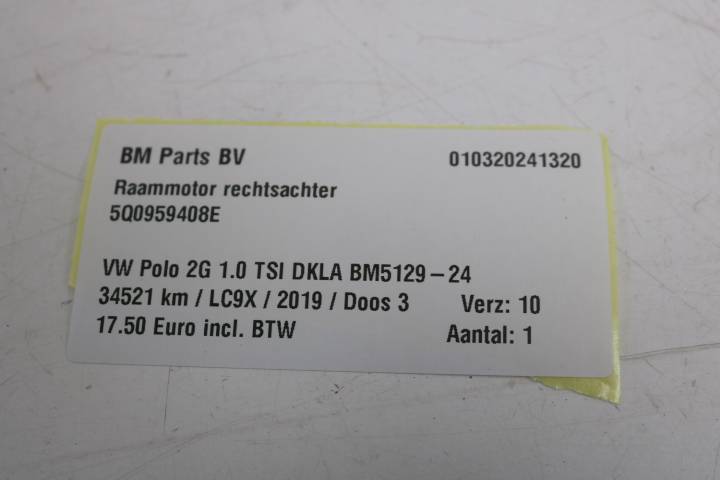 BM Parts BV 010320241320
Raammotor rechtsachter
5Q0959408E
VW Polo 2G 1.0 TSI DKLA BM5129-24
34521 km / LC9X / 2019 / Doos 3 Verz: 10
17.50 Euro incl. BTW Aantal: 1